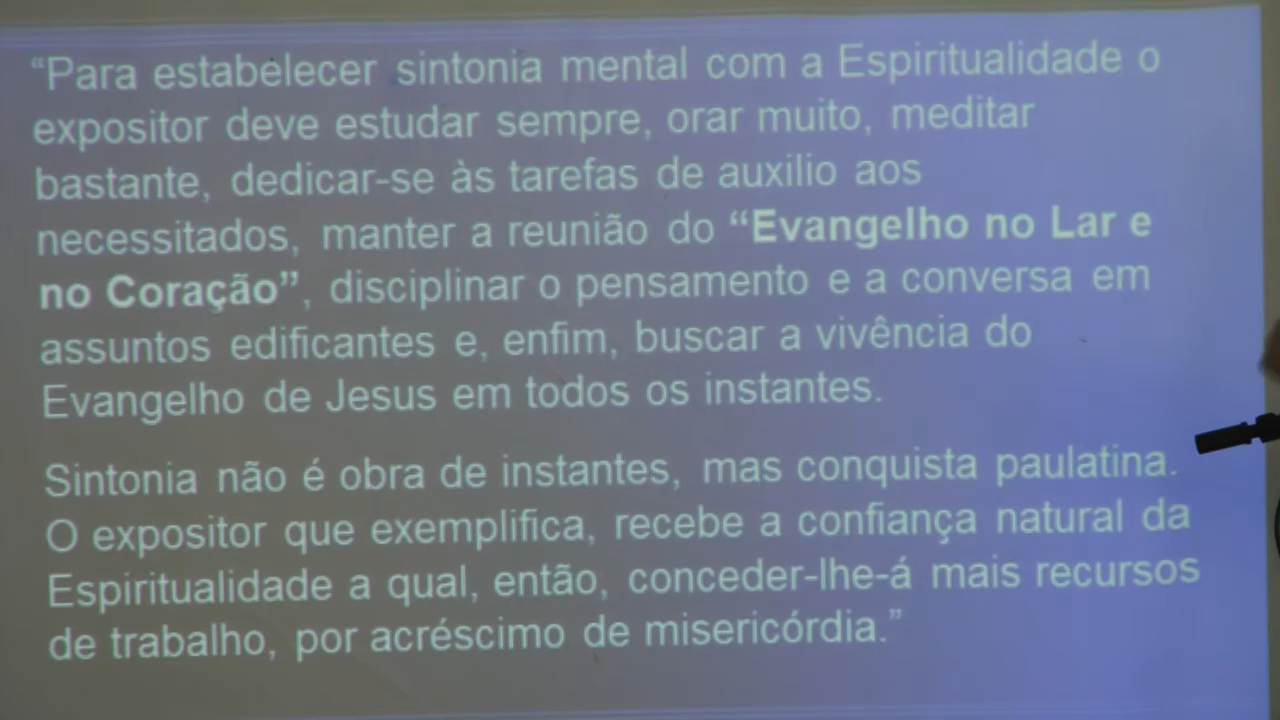 “Para estabelecer sintonia mental com a Espiritualidade o
expositor deve estudar sempre, orar muito, meditar
bastante, dedicar-se às tarefas de auxilio aos
necessitados, manter a reunião do “Evangelho no Lar e
no Coração”, disciplinar o pensamento e a conversa em
assuntos edificantes e, enfim, buscar a vivência do
Evangelho de Jesus em todos os instantes.
Sintonia não é obra de instantes, mas conquista paulatina.
O expositor que exemplifica, recebe a confiança natural da
Espiritualidade a qual, então, conceder-lhe-á mais recursos
de trabalho, por acréscimo de misericórdia.”